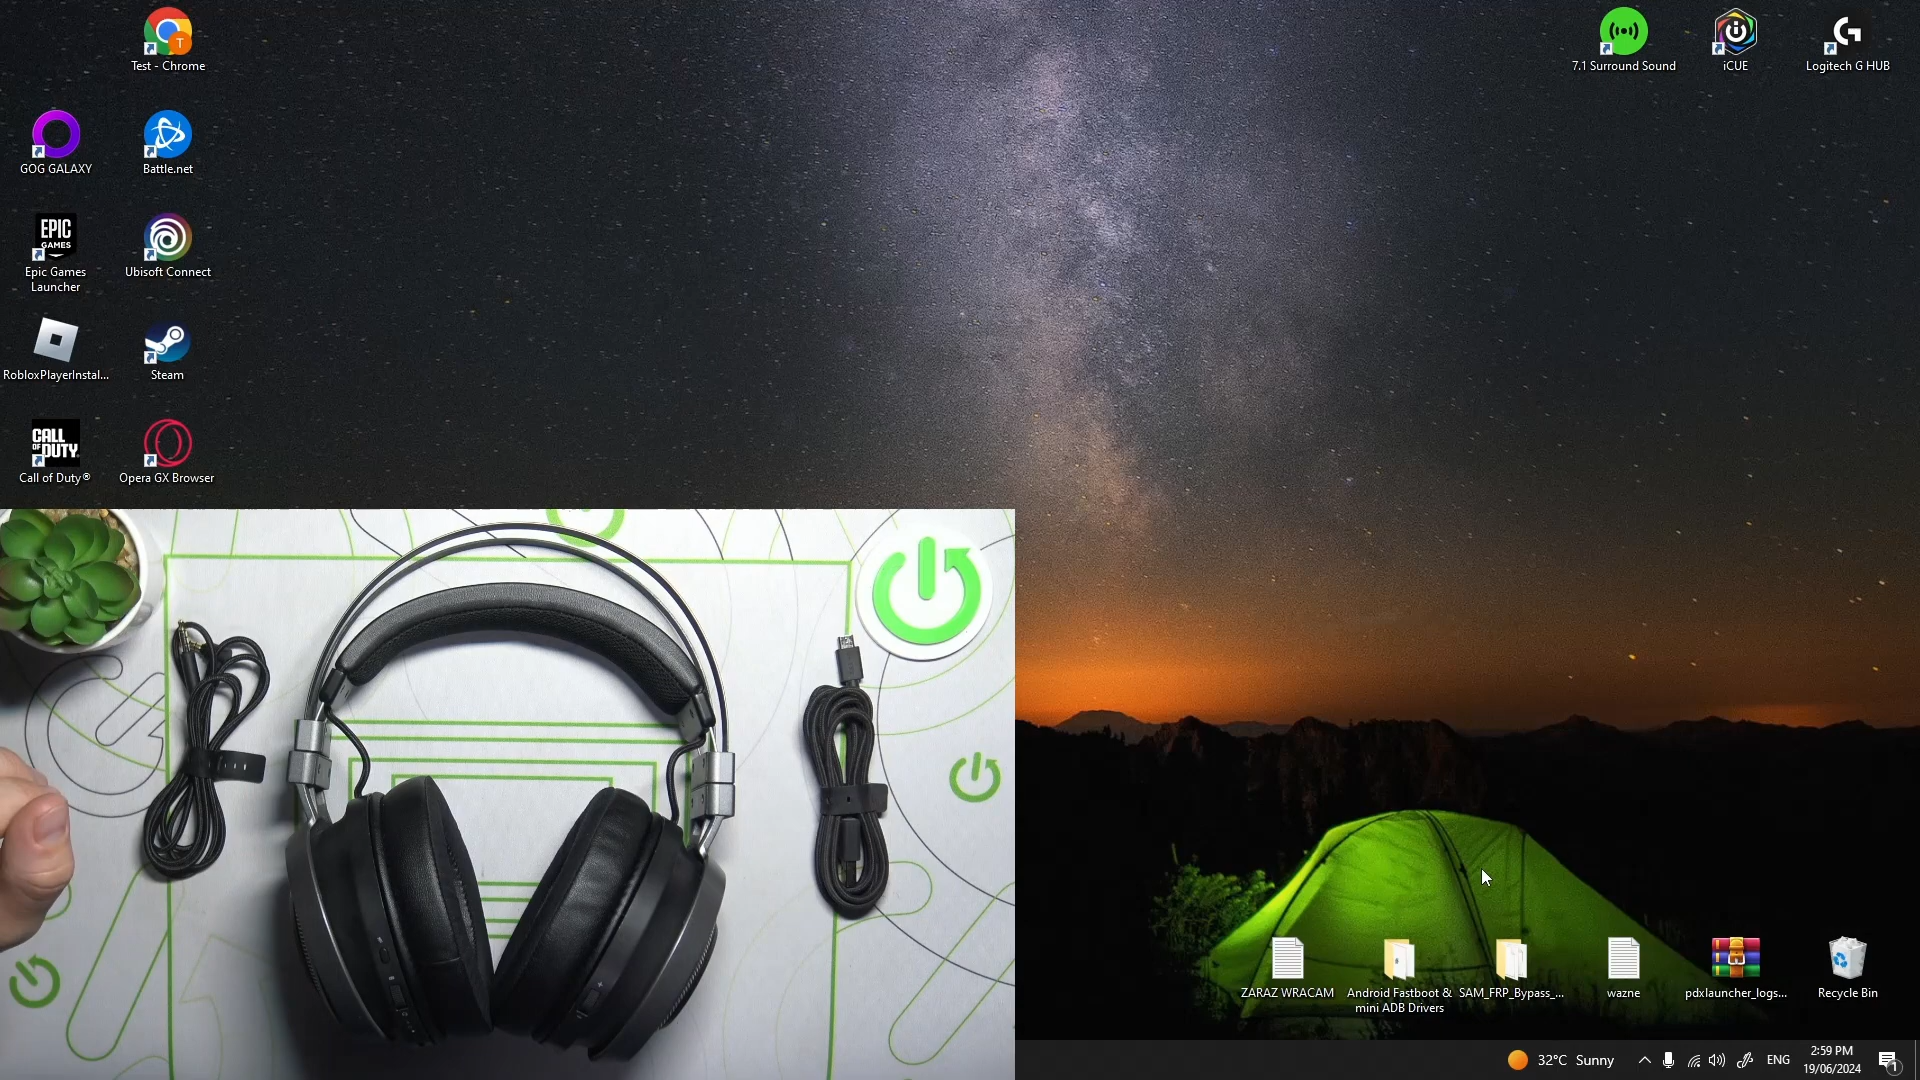 Test - Chrome
7.1 Surround Sound
iCUE
Logitech G HUB
GOG GALAXY
Battle.net
EPIC
GAMES
Epic Games
Launcher
Ubisoft Connect
RobloxPlayerInstal...
Steam
CALL
OF DUTY
Call of Duty®
Opera GX Browser
ZARAZ WRACAM
Android Fastboot &
mini ADB Drivers
SAM_FRP_Bypass_...
wazne
pdxlauncher_logs...
Recycle Bin
32°C Sunny
ENG
2:59 PM
19/06/2024
1